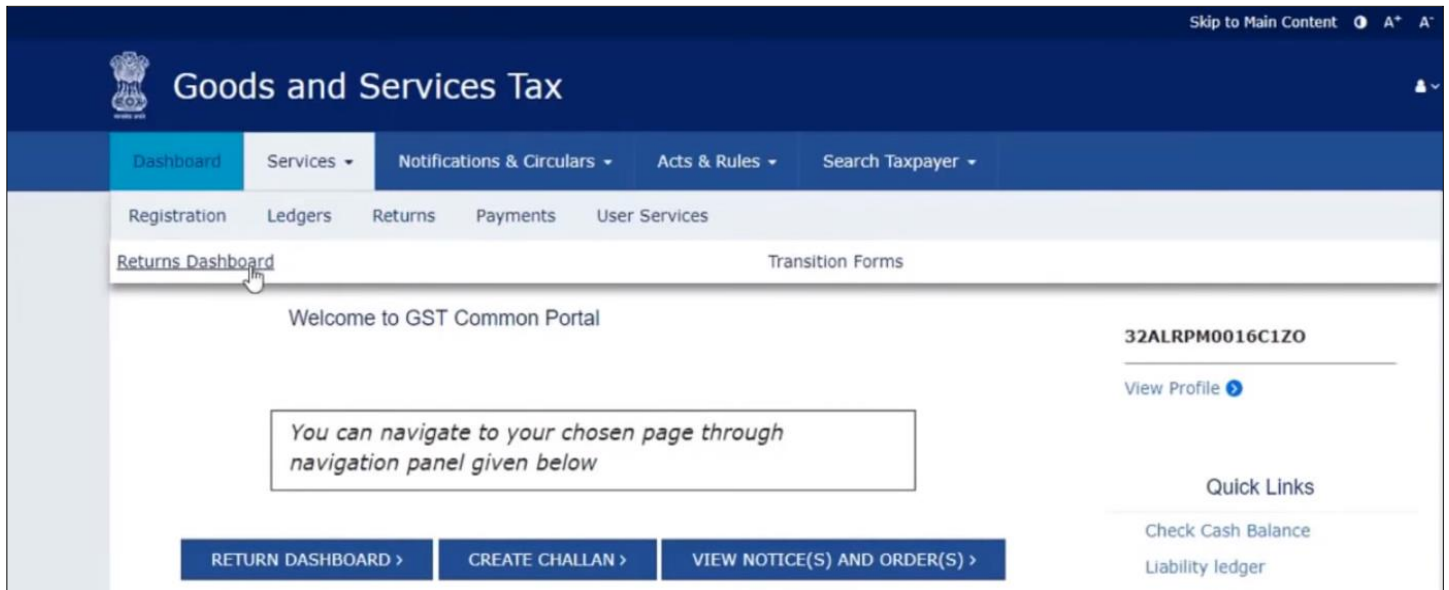 Skip to Main Content A⁺ A⁻
Goods and Services Tax
Dashboard Services Notifications & Circulars Acts & Rules Search Taxpayer
Registration Ledgers Returns Payments User Services
Returns Dashboard Transition Forms
Welcome to GST Common Portal
32ALRPM0016C1ZO
View Profile
You can navigate to your chosen page through
navigation panel given below
Quick Links
Check Cash Balance
RETURN DASHBOARD > CREATE CHALLAN > VIEW NOTICE(S) AND ORDER(S) >
Liability ledger